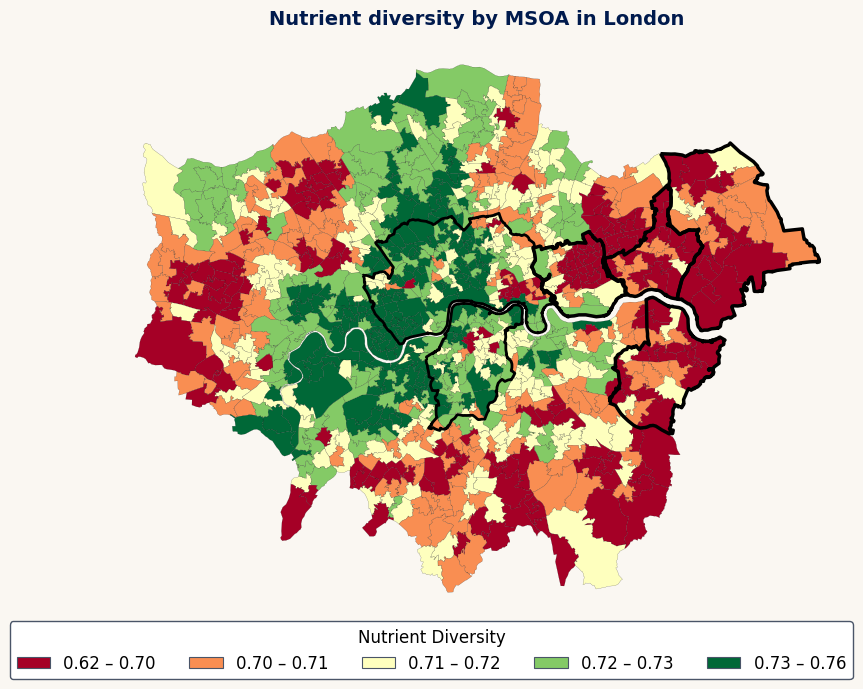 Nutrient diversity by MSOA in London
Nutrient Diversity
0.62 – 0.70 0.70 – 0.71 0.71 – 0.72 0.72 – 0.73 0.73 – 0.76